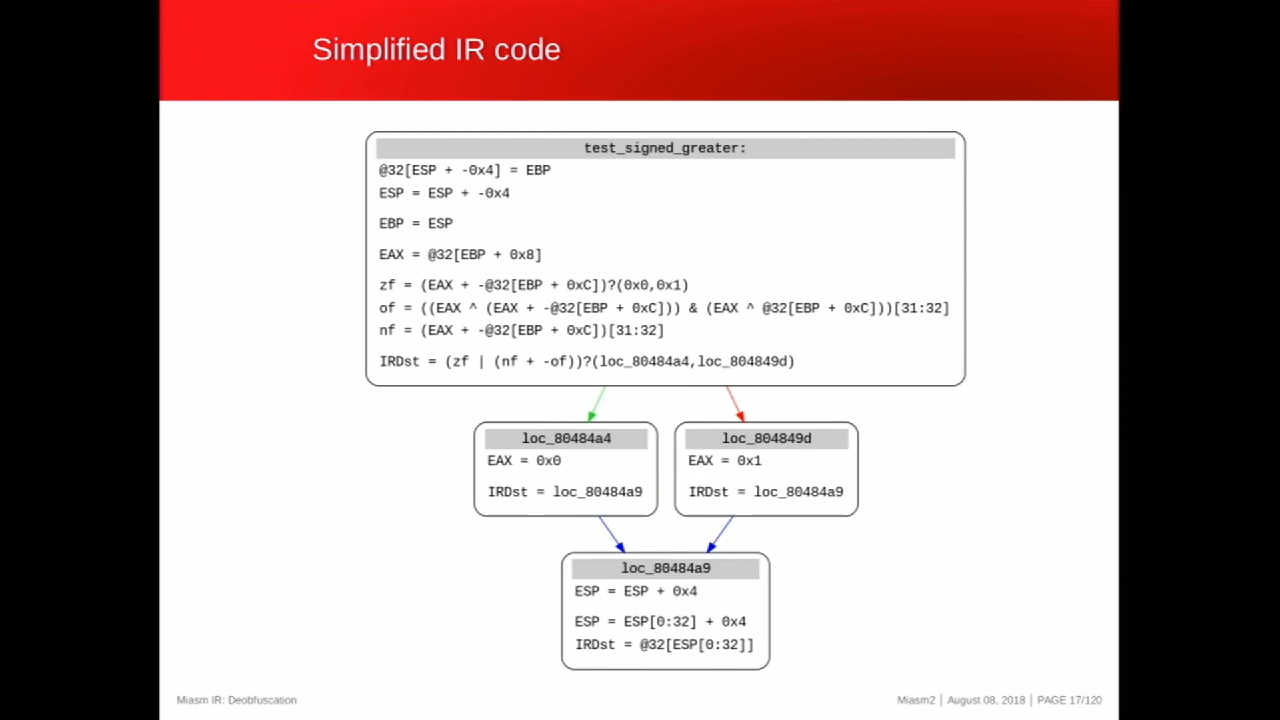 Simplified IR code
test_signed_greater:
@32[ESP + -0x4] = EBP
ESP = ESP + -0x4
EBP = ESP
EAX = @32[EBP + 0x8]
zf = (EAX + -@32[EBP + 0xC])?(0x0,0x1)
of = ((EAX ^ (EAX + -@32[EBP + 0xC])) & (EAX ^ @32[EBP + 0xC]))[31:32]
nf = (EAX + -@32[EBP + 0xC])[31:32]
IRDst = (zf | (nf + -of))?(loc_80484a4,loc_804849d)
loc_80484a4
EAX = 0x0
IRDst = loc_80484a9
loc_804849d
EAX = 0x1
IRDst = loc_80484a9
loc_80484a9
ESP = ESP + 0x4
ESP = ESP[0:32] + 0x4
IRDst = @32[ESP[0:32]]
Miasm IR: Deobfuscation
Miasm2 | August 08, 2018 | PAGE 17/120